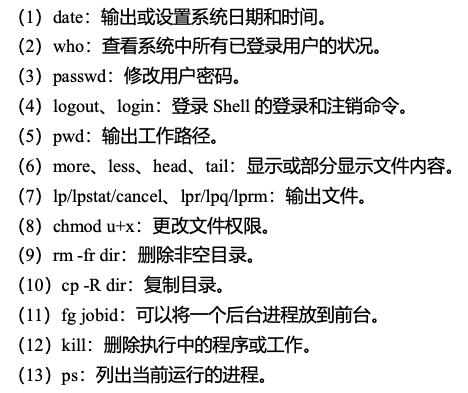 （1）date：输出或设置系统日期和时间。
（2）who：查看系统中所有已登录用户的状况。
（3）passwd：修改用户密码。
（4）logout、login：登录 Shell 的登录和注销命令。
（5）pwd：输出工作路径。
（6）more、less、head、tail：显示或部分显示文件内容。
（7）lp/lpstat/cancel、lpr/lpq/lprm：输出文件。
（8）chmod u+x：更改文件权限。
（9）rm -fr dir：删除非空目录。
（10）cp -R dir：复制目录。
（11）fg jobid：可以将一个后台进程放到前台。
（12）kill：删除执行中的程序或工作。
（13）ps：列出当前运行的进程。